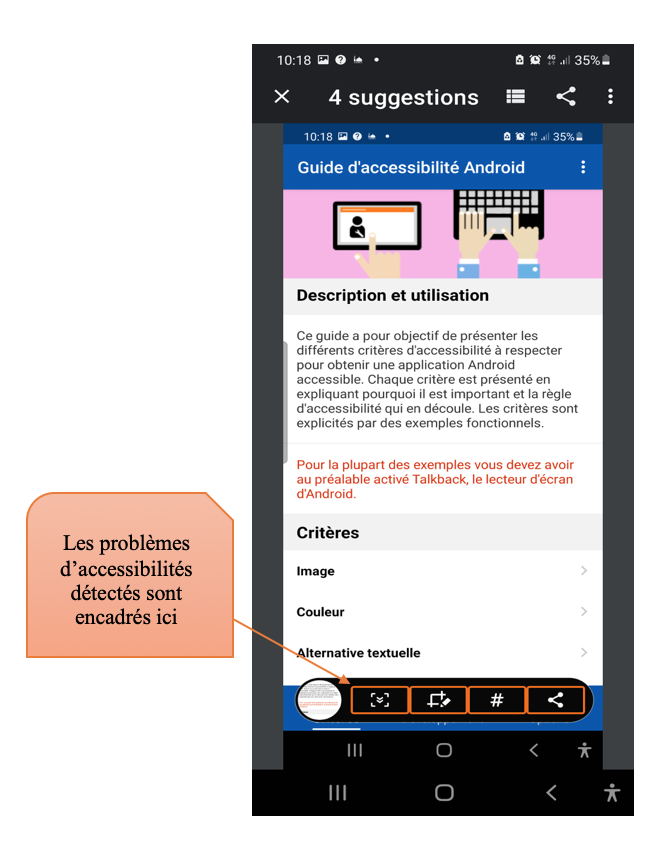 10:18
4G
35%
4 suggestions
10:18
4G
35%
Guide d'accessibilité Android
Description et utilisation
Ce guide a pour objectif de présenter les
différents critères d'accessibilité à respecter
pour obtenir une application Android
accessible. Chaque critère est présenté en
expliquant pourquoi il est important et la règle
d'accessibilité qui en découle. Les critères sont
explicités par des exemples fonctionnels.
Pour la plupart des exemples vous devez avoir
au préalable activé Talkback, le lecteur d'écran
d'Android.
Critères
Image
Couleur
Alternative textuelle
#
Les problèmes
d’accessibilités
détectés sont
encadrés ici